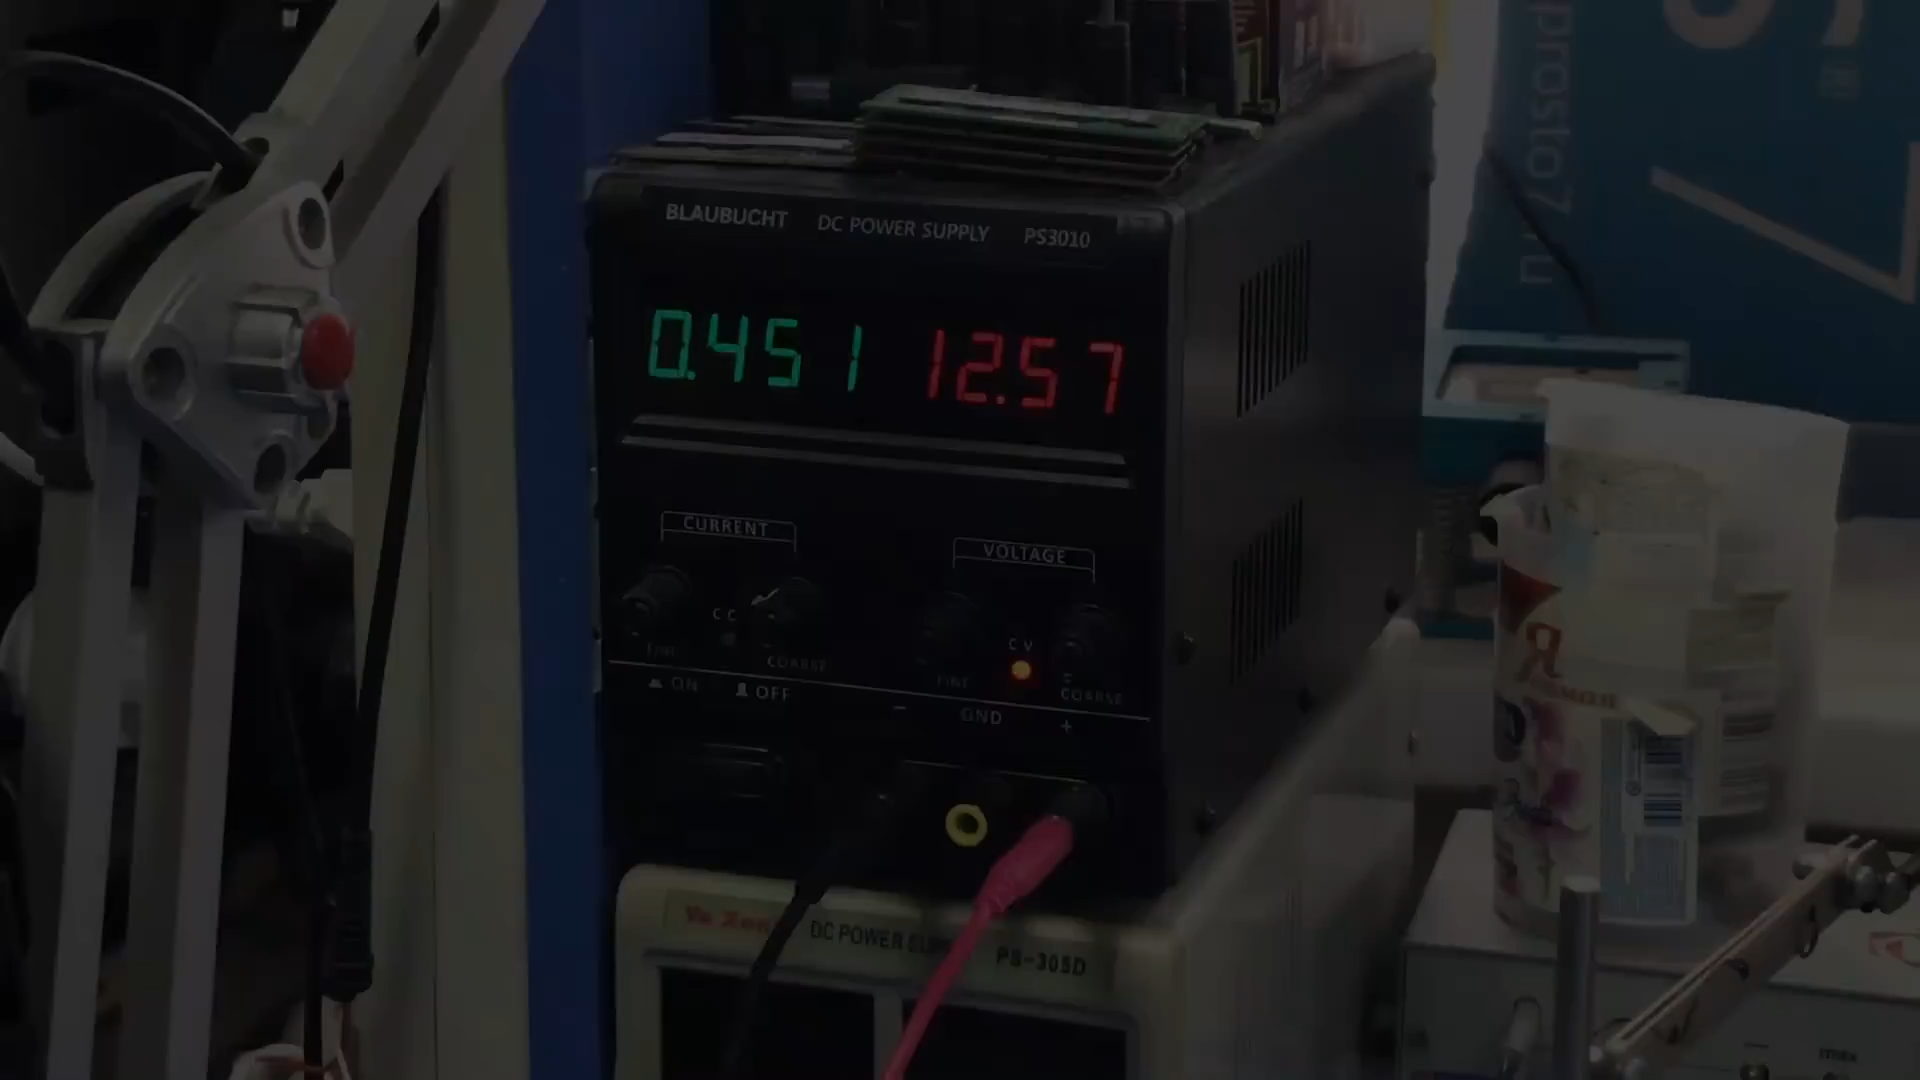 BLAUBUCHT DC POWER SUPPLY PS3010
0.451 12.57
CURRENT
VOLTAGE
CC
CV
FINE
COARSE
FINE
COARSE
ON OFF
- GND +
DC POWER
PS-305D
prosto7
ru